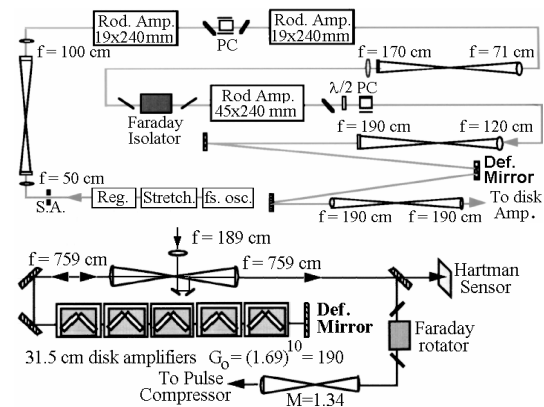 Rod. Amp.
19x240mm
PC
Rod. Amp.
19x240mm
f = 100 cm
f = 170 cm
f = 71 cm
λ/2 PC
Faraday
Isolator
Rod Amp.
45x240 mm
f = 190 cm
f = 120 cm
Def.
Mirror
f = 50 cm
S.A.
Reg.
Stretch.
fs. osc.
f = 190 cm
f = 190 cm
To disk
Amp.
f = 189 cm
f = 759 cm
f = 759 cm
Hartman
Sensor
Def.
Mirror
Faraday
rotator
31.5 cm disk amplifiers Go = (1.69)^10 = 190
To Pulse
Compressor
M=1.34